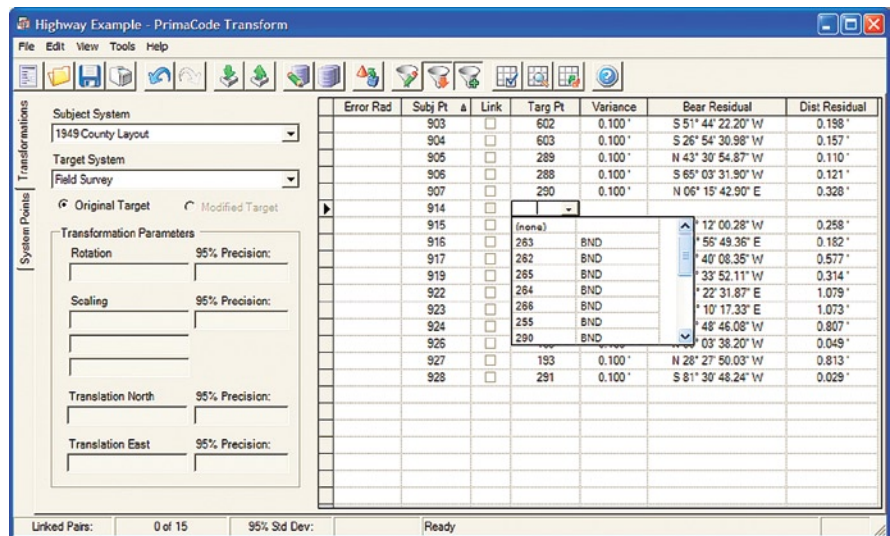 Highway Example - PrimaCode Transform
File Edit View Tools Help
Transformations
System Points
Subject System
1949 County Layout
Target System
Field Survey
Original Target Modified Target
Transformation Parameters
Rotation 95% Precision:
Scaling 95% Precision:
Translation North 95% Precision:
Translation East 95% Precision:
Error Rad Subj Pt Link Targ Pt Variance Bear Residual Dist Residual
903 602 0.100 ' S 51° 44' 22.20" W 0.198 '
904 603 0.100 ' S 26° 54' 30.98" W 0.157 '
905 289 0.100 ' N 43° 30' 54.87" W 0.110 '
906 288 0.100 ' S 65° 03' 31.90" W 0.121 '
907 290 0.100 ' N 06° 15' 42.90" E 0.328 '
914
915 (none) ° 12' 00.28" W 0.258 '
916 263 BND ° 56' 49.36" E 0.182 '
917 262 BND ° 40' 08.35" W 0.577 '
919 265 BND ° 33' 52.11" W 0.314 '
922 264 BND ° 22' 31.87" E 1.079 '
923 266 BND ° 10' 17.33" E 1.073 '
924 255 BND ° 48' 46.08" W 0.807 '
926 290 BND 03' 38.20" W 0.049 '
927 193 0.100 ' N 28° 27' 50.03" W 0.813 '
928 291 0.100 ' S 81° 30' 48.24" W 0.029 '
Linked Pairs: 0 of 15 95% Std Dev: Ready